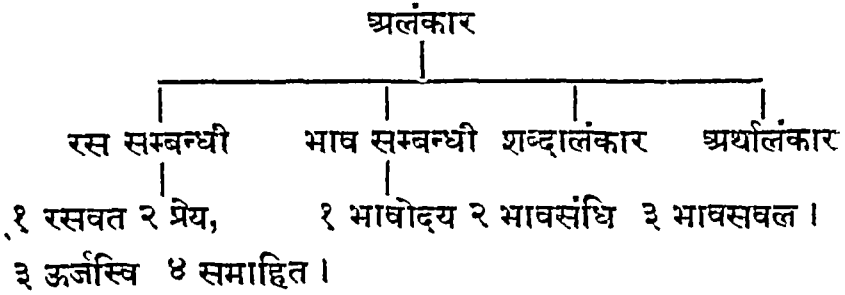 अलंकार
रस सम्बन्धी भाव सम्बन्धी शब्दालंकार अर्थालंकार
१ रसवत २ प्रेय, १ भावोदय २ भावसंधि ३ भावसवल ।
३ ऊर्जस्वि ४ समाहित ।